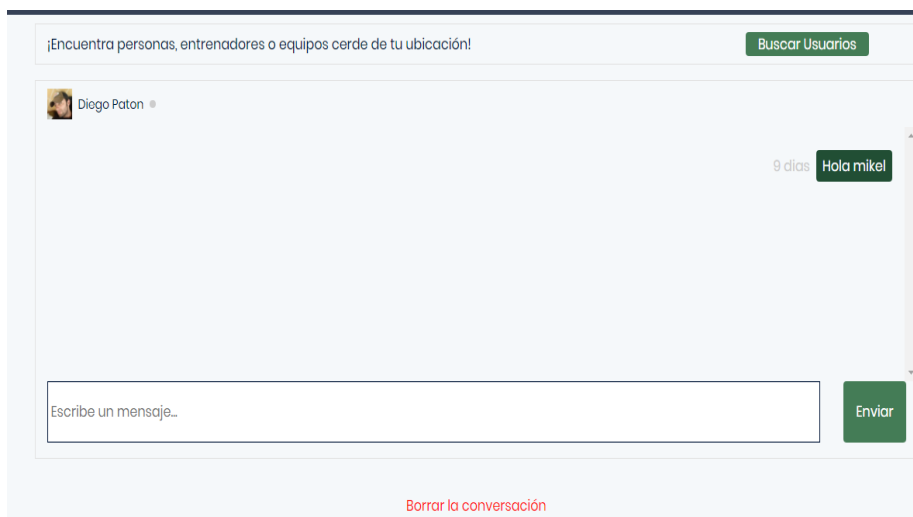 ¡Encuentra personas, entrenadores o equipos cerde de tu ubicación!
Buscar Usuarios
Diego Paton
9 dias Hola mikel
Escribe un mensaje...
Enviar
Borrar la conversación